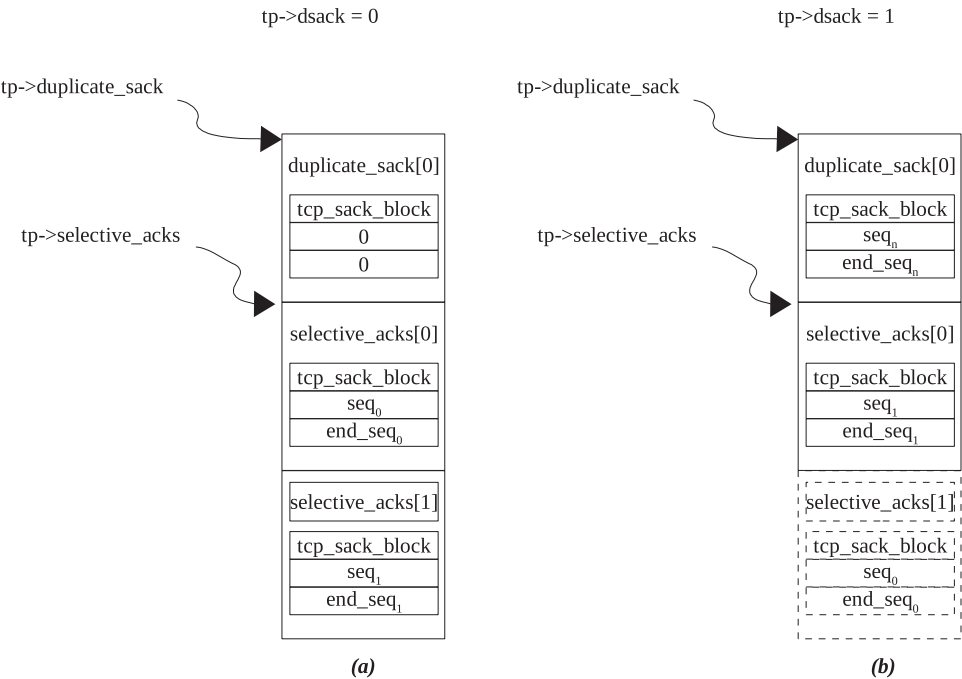 tp->dsack = 0
tp->duplicate_sack
duplicate_sack[0]
tcp_sack_block
0
0
tp->selective_acks
selective_acks[0]
tcp_sack_block
seq0
end_seq0
selective_acks[1]
tcp_sack_block
seq1
end_seq1
(a)
tp->dsack = 1
tp->duplicate_sack
duplicate_sack[0]
tcp_sack_block
seqn
end_seqn
tp->selective_acks
selective_acks[0]
tcp_sack_block
seq1
end_seq1
selective_acks[1]
tcp_sack_block
seq0
end_seq0
(b)